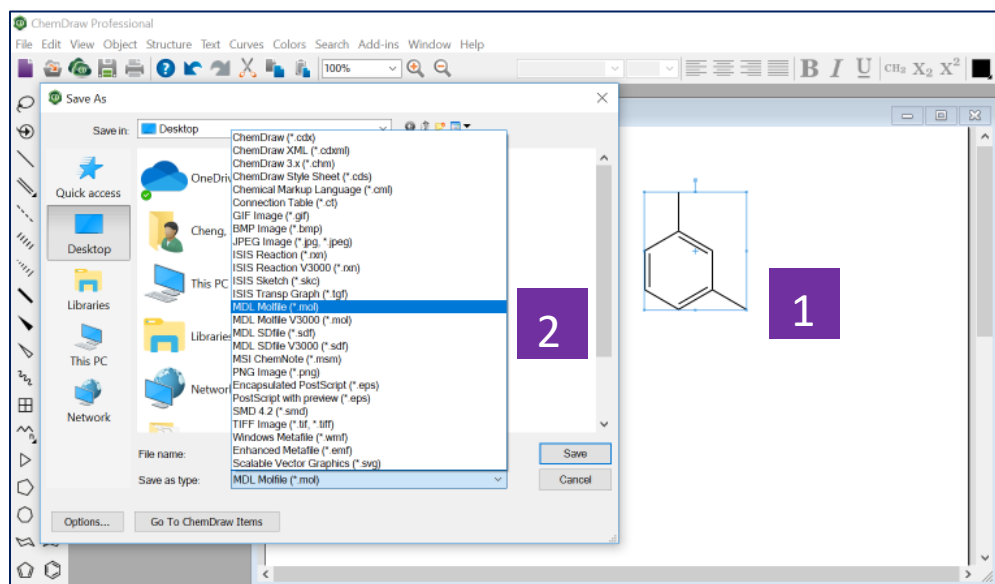 ChemDraw Professional
File Edit View Object Structure Text Curves Colors Search Add-ins Window Help
100%
B I U CH₂ X₂ X²
Save As
Save in: Desktop
Quick access
Desktop
Libraries
This PC
Network
Cheng,
This PC
Network
ChemDraw (*.cdx)
ChemDraw XML (*.cdxml)
ChemDraw 3.x (*.chm)
ChemDraw Style Sheet (*.cds)
Chemical Markup Language (*.cml)
Connection Table (*.ct)
GIF Image (*.gif)
BMP Image (*.bmp)
JPEG Image (*.jpg, *.jpeg)
ISIS Reaction (*.rxn)
ISIS Reaction V3000 (*.rxn)
ISIS Sketch (*.skc)
ISIS Transp Graph (*.tgf)
MDL Molfile (*.mol)
MDL Molfile V3000 (*.mol)
MDL SDfile (*.sdf)
MDL SDfile V3000 (*.sdf)
MSI ChemNote (*.msm)
PNG Image (*.png)
Encapsulated PostScript (*.eps)
PostScript with preview (*.eps)
SMD 4.2 (*.smd)
TIFF Image (*.tif, *.tiff)
Windows Metafile (*.wmf)
Enhanced Metafile (*.emf)
Scalable Vector Graphics (*.svg)
File name:
Save
Save as type: MDL Molfile (*.mol)
Cancel
Options...
Go To ChemDraw Items
2
1